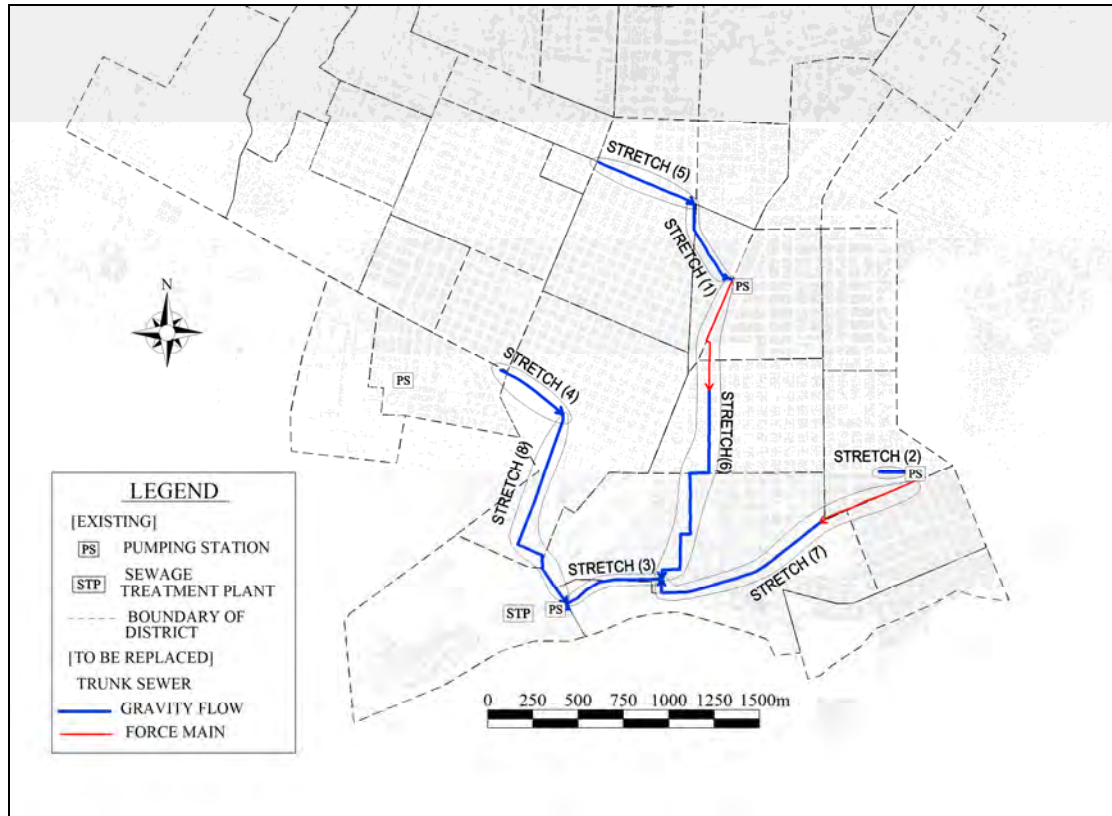 STRETCH (5)
STRETCH (1)
PS
N
STRETCH (4)
PS
STRETCH(6)
STRETCH (2)
PS
STRETCH (8)
STRETCH (7)
STRETCH (3)
STP
PS
LEGEND
[EXISTING]
PS PUMPING STATION
STP SEWAGE
TREATMENT PLANT
BOUNDARY OF
DISTRICT
[TO BE REPLACED]
TRUNK SEWER
GRAVITY FLOW
FORCE MAIN
0 250 500 750 1000 1250 1500m